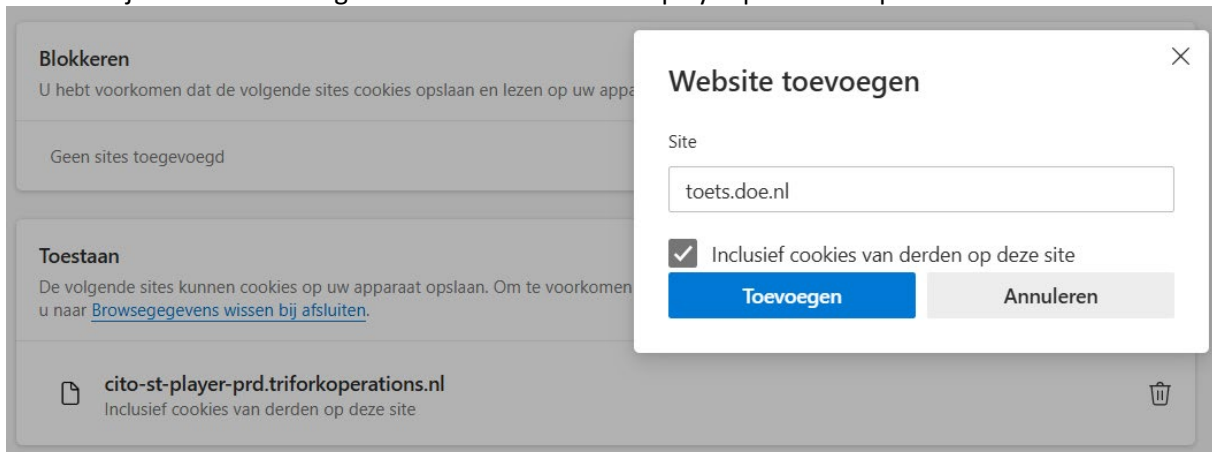 Blokkeren
U hebt voorkomen dat de volgende sites cookies opslaan en lezen op uw appa
Geen sites toegevoegd
Toestaan
De volgende sites kunnen cookies op uw apparaat opslaan. Om te voorkomen
u naar Browsegegevens wissen bij afsluiten.
cito-st-player-prd.triforkoperations.nl
Inclusief cookies van derden op deze site
Website toevoegen
Site
toets.doe.nl
Inclusief cookies van derden op deze site
Toevoegen Annuleren